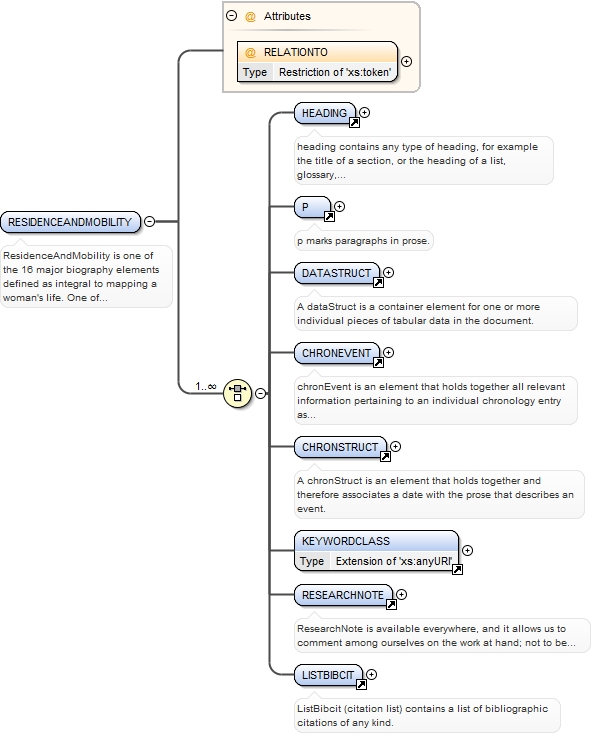 @ Attributes
@ RELATIONTO
Type Restriction of 'xs:token'
HEADING
heading contains any type of heading, for example
the title of a section, or the heading of a list,
glossary,...
P
p marks paragraphs in prose.
RESIDENCEANDMOBILITY
ResidenceAndMobility is one of
the 16 major biography elements
defined as integral to mapping a
woman's life. One of...
DATASTRUCT
A dataStruct is a container element for one or more
individual pieces of tabular data in the document.
CHRONEVENT
chronEvent is an element that holds together all relevant
information pertaining to an individual chronology entry
as...
1..∞
CHRONSTRUCT
A chronStruct is an element that holds together and
therefore associates a date with the prose that describes an
event.
KEYWORDCLASS
Type Extension of 'xs:anyURI'
RESEARCHNOTE
ResearchNote is available everywhere, and it allows us to
comment among ourselves on the work at hand; not to be...
LISTBIBCIT
ListBibcit (citation list) contains a list of bibliographic
citations of any kind.